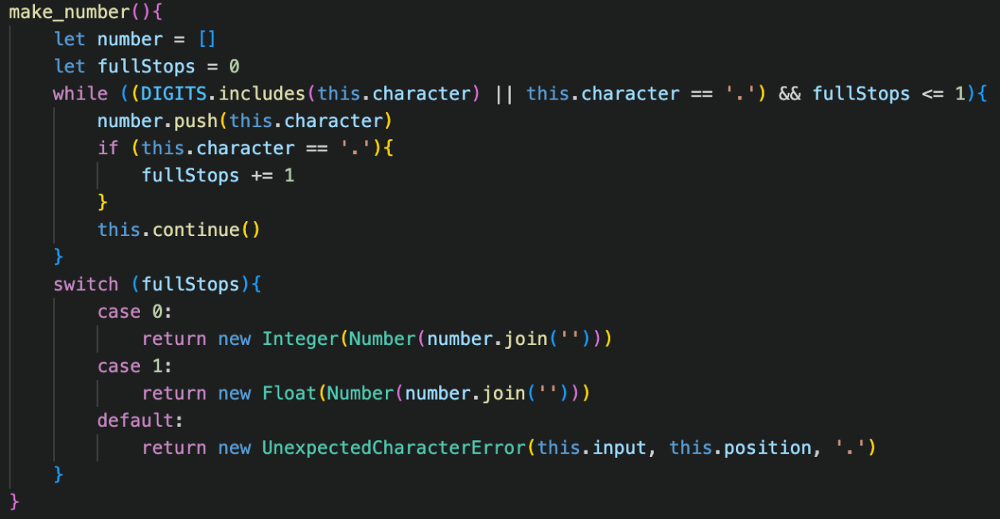 make_number(){
    let number = []
    let fullStops = 0
    while ((DIGITS.includes(this.character) || this.character == '.') && fullStops <= 1){
        number.push(this.character)
        if (this.character == '.'){
            fullStops += 1
        }
        this.continue()
    }
    switch (fullStops){
        case 0:
            return new Integer(Number(number.join('')))
        case 1:
            return new Float(Number(number.join('')))
        default:
            return new UnexpectedCharacterError(this.input, this.position, '.')
    }
}